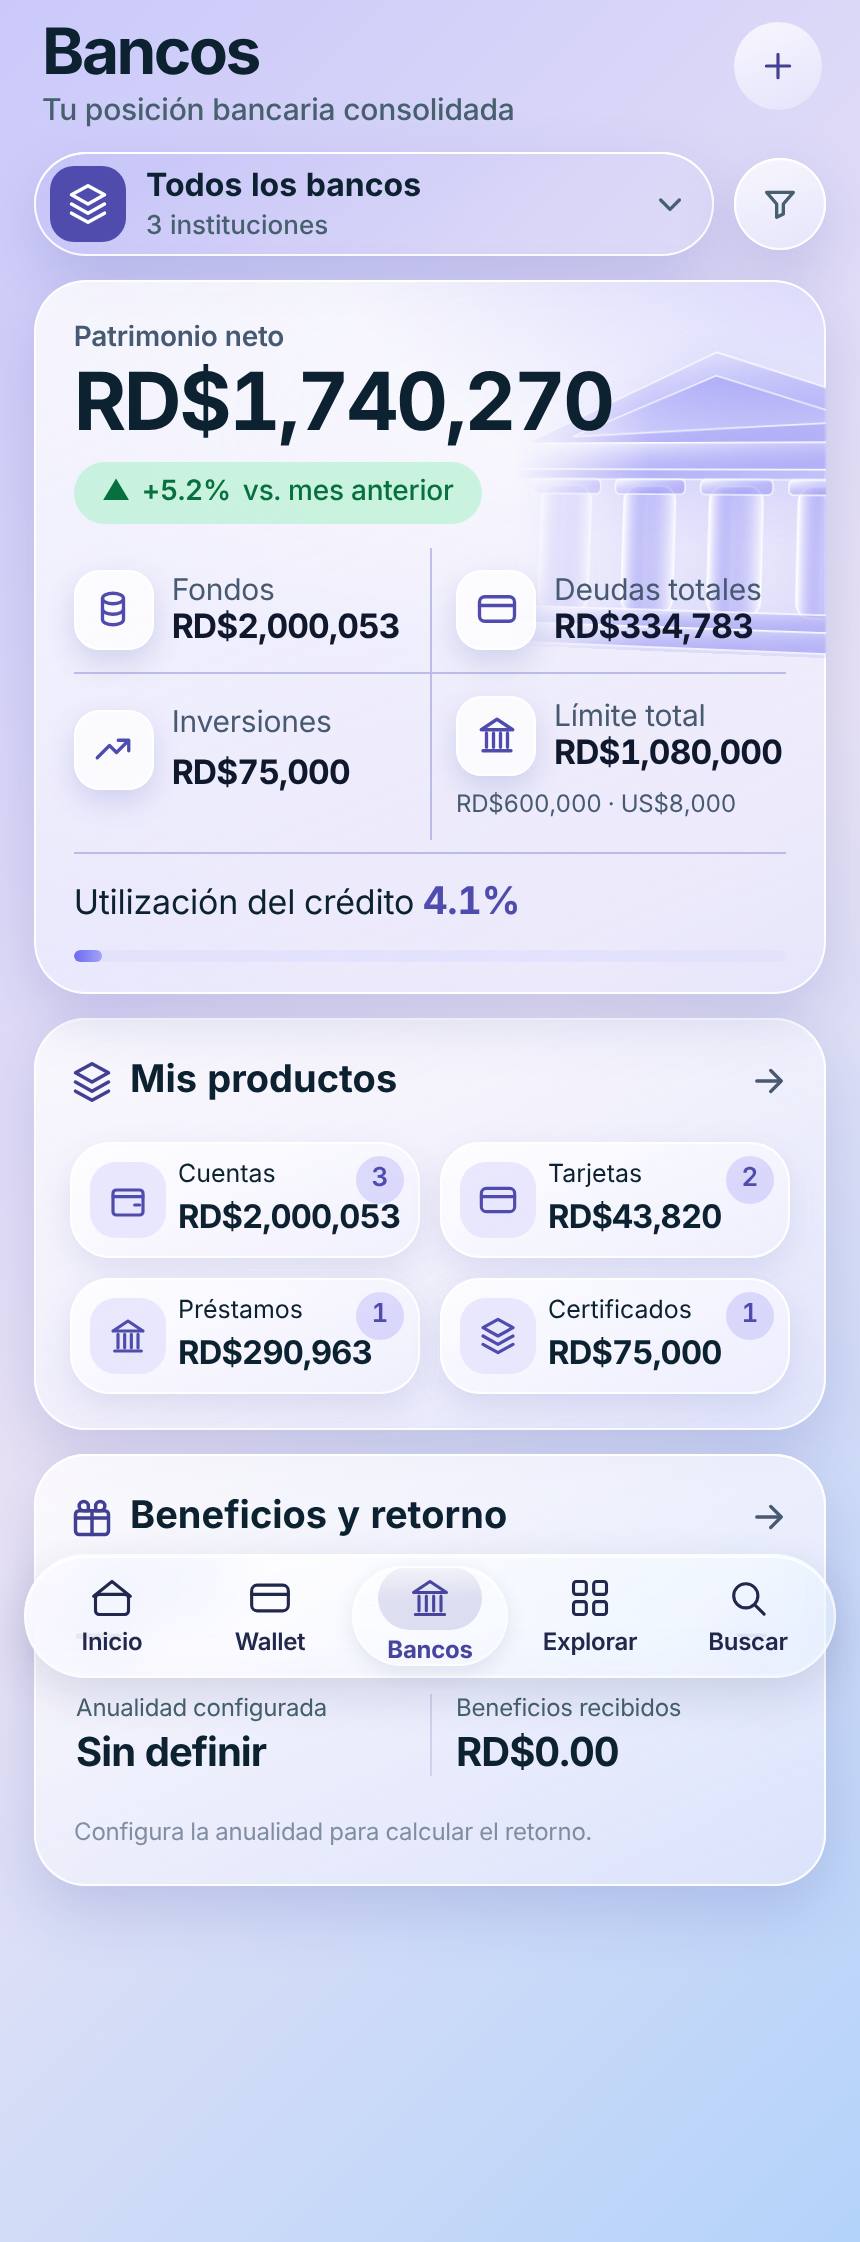 Bancos
Tu posición bancaria consolidada
Todos los bancos
3 instituciones
Patrimonio neto
RD$1,740,270
+5.2% vs. mes anterior
Fondos
RD$2,000,053
Deudas totales
RD$334,783
Inversiones
RD$75,000
Límite total
RD$1,080,000
RD$600,000 · US$8,000
Utilización del crédito 4.1%
Mis productos
Cuentas
3
RD$2,000,053
Tarjetas
2
RD$43,820
Préstamos
1
RD$290,963
Certificados
1
RD$75,000
Beneficios y retorno
Inicio
Wallet
Bancos
Explorar
Buscar
Anualidad configurada
Sin definir
Beneficios recibidos
RD$0.00
Configura la anualidad para calcular el retorno.